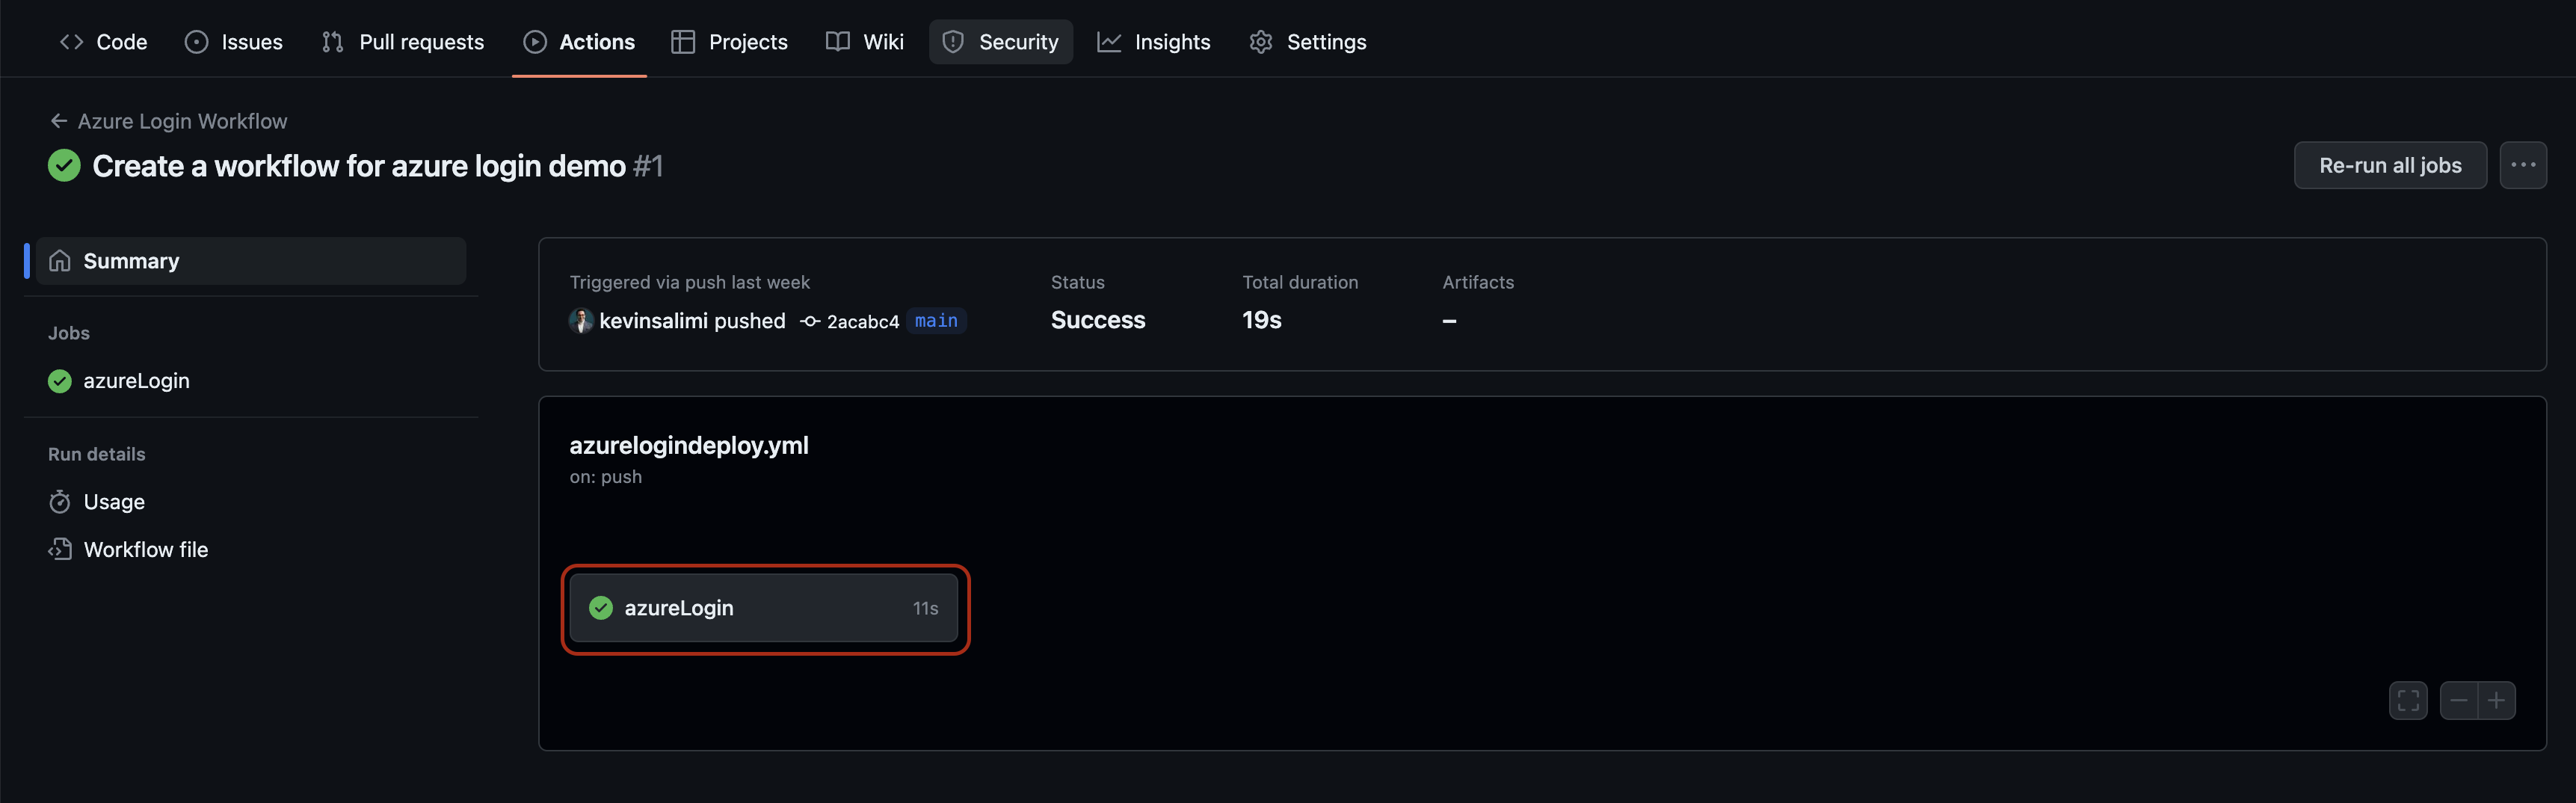 Code Issues Pull requests Actions Projects Wiki Security Insights Settings
Azure Login Workflow
Create a workflow for azure login demo #1
Re-run all jobs
Summary
Jobs
azureLogin
Run details
Usage
Workflow file
Triggered via push last week
kevinsalimi pushed 2acabc4 main
Status
Success
Total duration
19s
Artifacts
–
azurelogindeploy.yml
on: push
azureLogin 11s